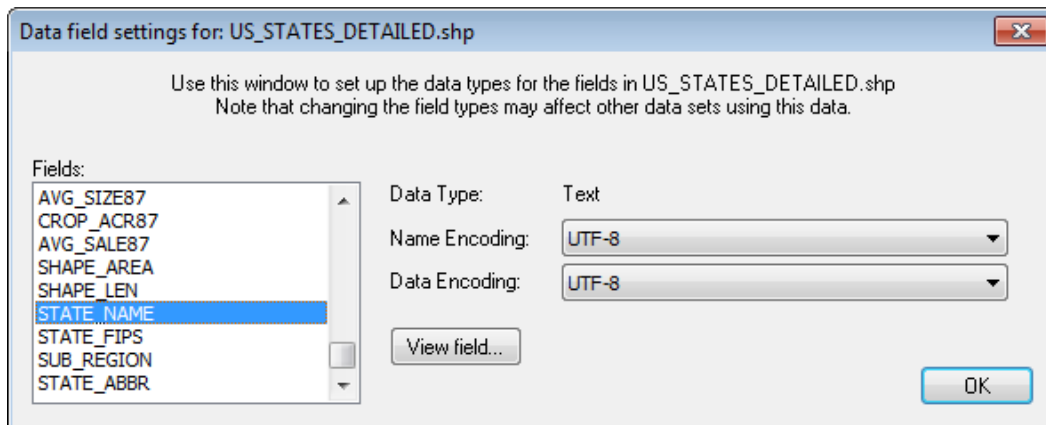 Data field settings for: US_STATES_DETAILED.shp
Use this window to set up the data types for the fields in US_STATES_DETAILED.shp
Note that changing the field types may affect other data sets using this data.
Fields:
AVG_SIZE87
CROP_ACR87
AVG_SALE87
SHAPE_AREA
SHAPE_LEN
STATE_NAME
STATE_FIPS
SUB_REGION
STATE_ABBR
Data Type: Text
Name Encoding: UTF-8
Data Encoding: UTF-8
View field...
OK